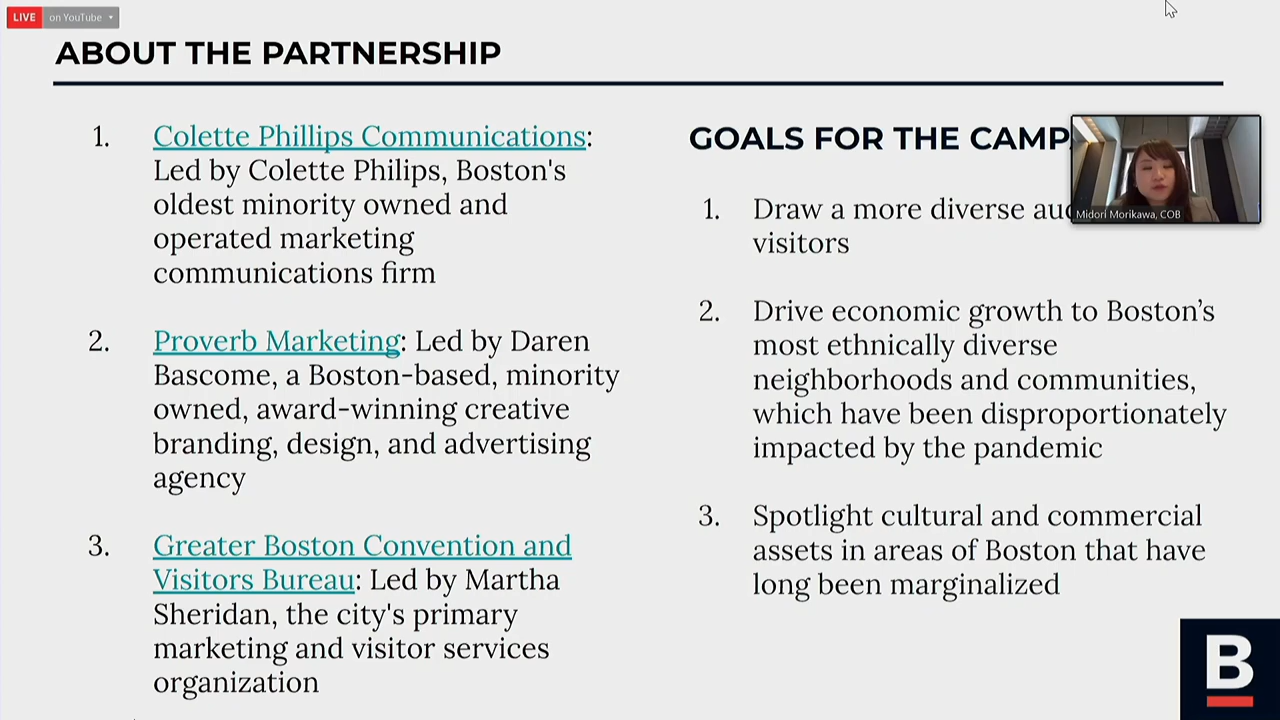 LIVE on YouTube
ABOUT THE PARTNERSHIP
1. Colette Phillips Communications:
Led by Colette Philips, Boston's
oldest minority owned and
operated marketing
communications firm
2. Proverb Marketing: Led by Daren
Bascome, a Boston-based, minority
owned, award-winning creative
branding, design, and advertising
agency
3. Greater Boston Convention and
Visitors Bureau: Led by Martha
Sheridan, the city's primary
marketing and visitor services
organization
GOALS FOR THE
1. Draw a more diverse
visitors
2. Drive economic growth to Boston’s
most ethnically diverse
neighborhoods and communities,
which have been disproportionately
impacted by the pandemic
3. Spotlight cultural and commercial
assets in areas of Boston that have
long been marginalized
Midori Morikawa, COB
B